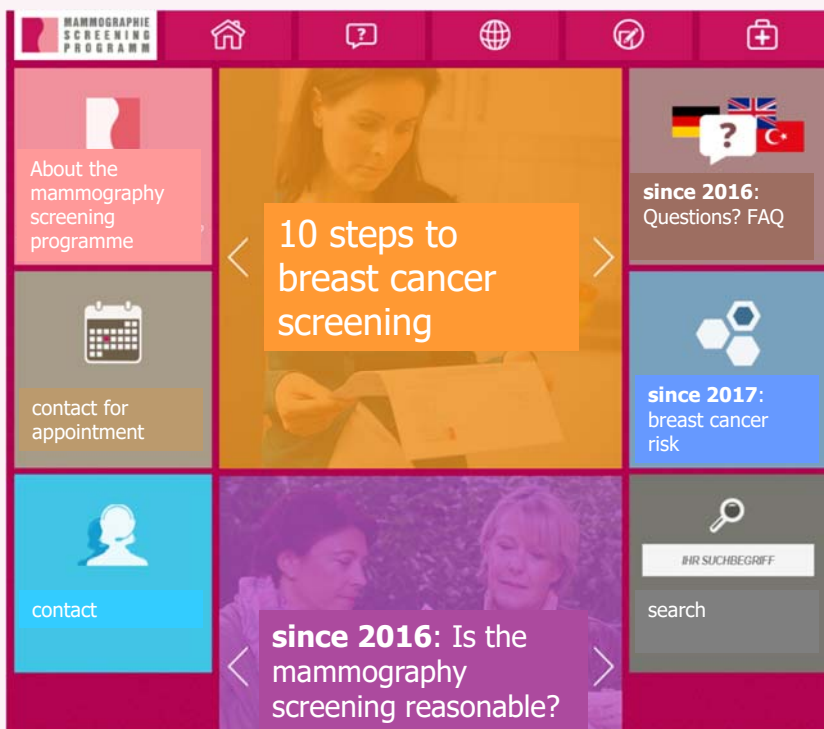 MAMMOGRAPHIE
SCREENING
PROGRAMM
?
About the
mammography
screening
programme
10 steps to
breast cancer
screening
?
since 2016:
Questions? FAQ
contact for
appointment
since 2017:
breast cancer
risk
contact
since 2016: Is the
mammography
screening reasonable?
IHR SUCHBEGRIFF
search